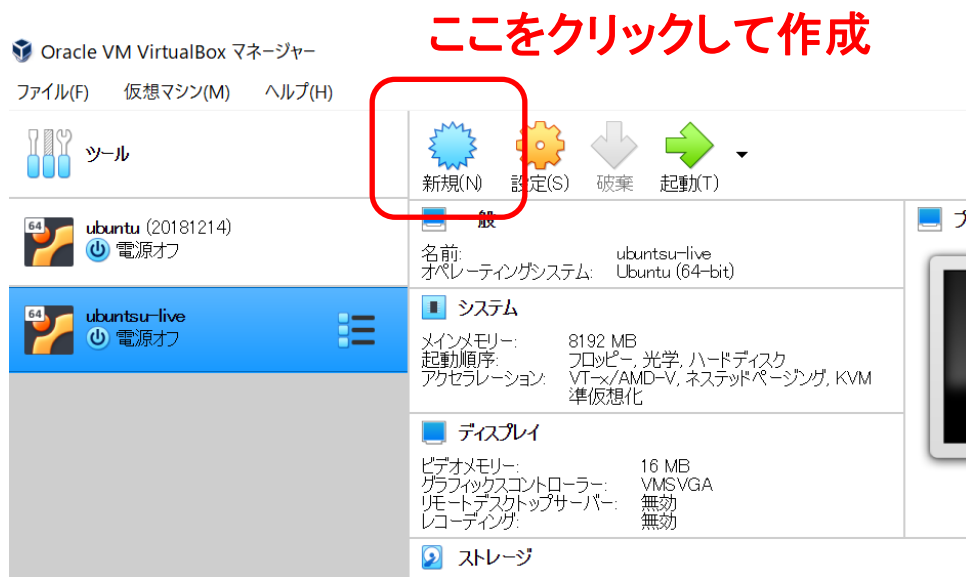 ここをクリックして作成
Oracle VM VirtualBox マネージャー
ファイル(F) 仮想マシン(M) ヘルプ(H)
ツール
新規(N) 設定(S) 破棄 起動(T)
64 ubuntu (20181214)
電源オフ
64 ubuntsu-live
電源オフ
一般
名前: ubuntsu-live
オペレーティングシステム: Ubuntu (64-bit)
システム
メインメモリー: 8192 MB
起動順序: フロッピー, 光学, ハードディスク
アクセラレーション: VT-x/AMD-V, ネステッドページング, KVM
準仮想化
ディスプレイ
ビデオメモリー: 16 MB
グラフィックスコントローラー: VMSVGA
リモートデスクトップサーバー: 無効
レコーディング: 無効
ストレージ